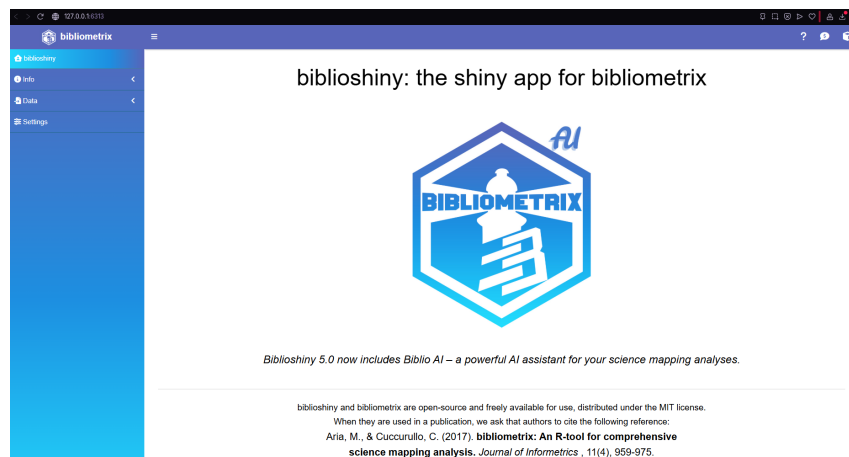 127.0.0.1:6313
bibliometrix
biblioshiny
Info
Data
Settings
biblioshiny: the shiny app for bibliometrix
AI
BIBLIOMETRIX
Biblioshiny 5.0 now includes Biblio AI – a powerful AI assistant for your science mapping analyses.
biblioshiny and bibliometrix are open-source and freely available for use, distributed under the MIT license.
When they are used in a publication, we ask that authors to cite the following reference:
Aria, M., & Cuccurullo, C. (2017). bibliometrix: An R-tool for comprehensive
science mapping analysis. Journal of Informetrics , 11(4), 959-975.